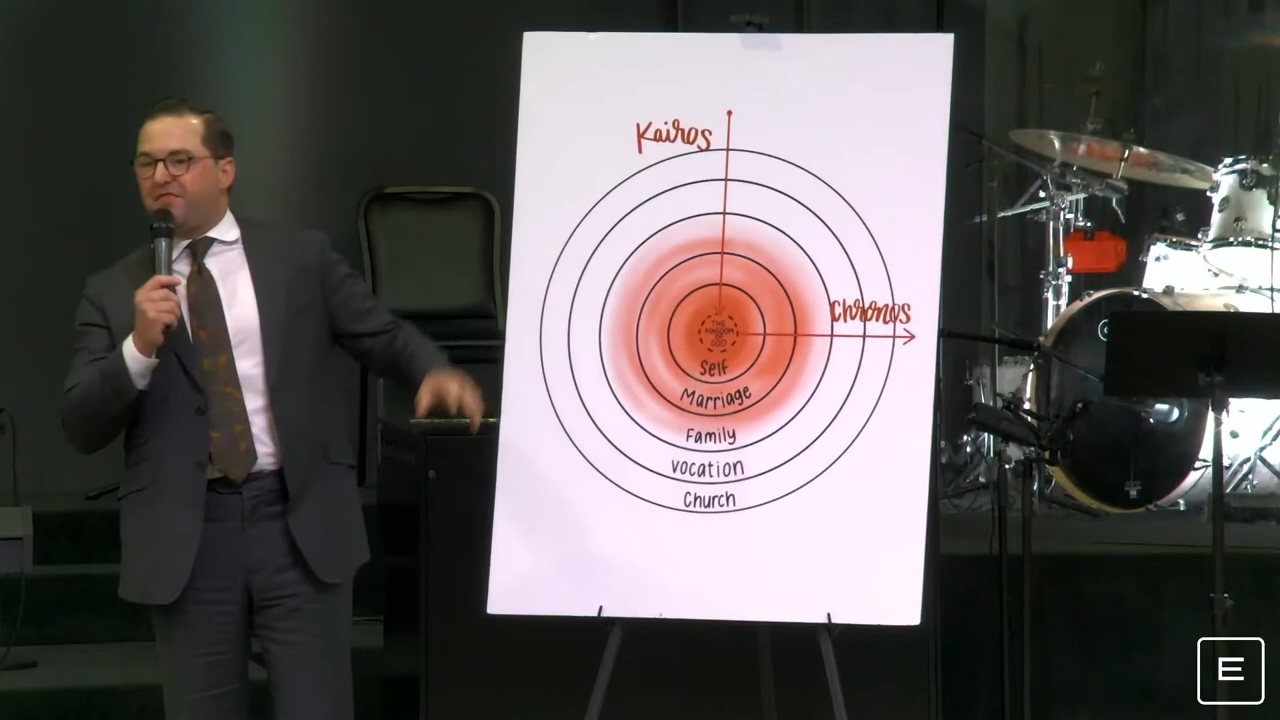 Kairos
Chronos
THE
KINGDOM
OF
GOD
Self
Marriage
Family
vocation
Church
E